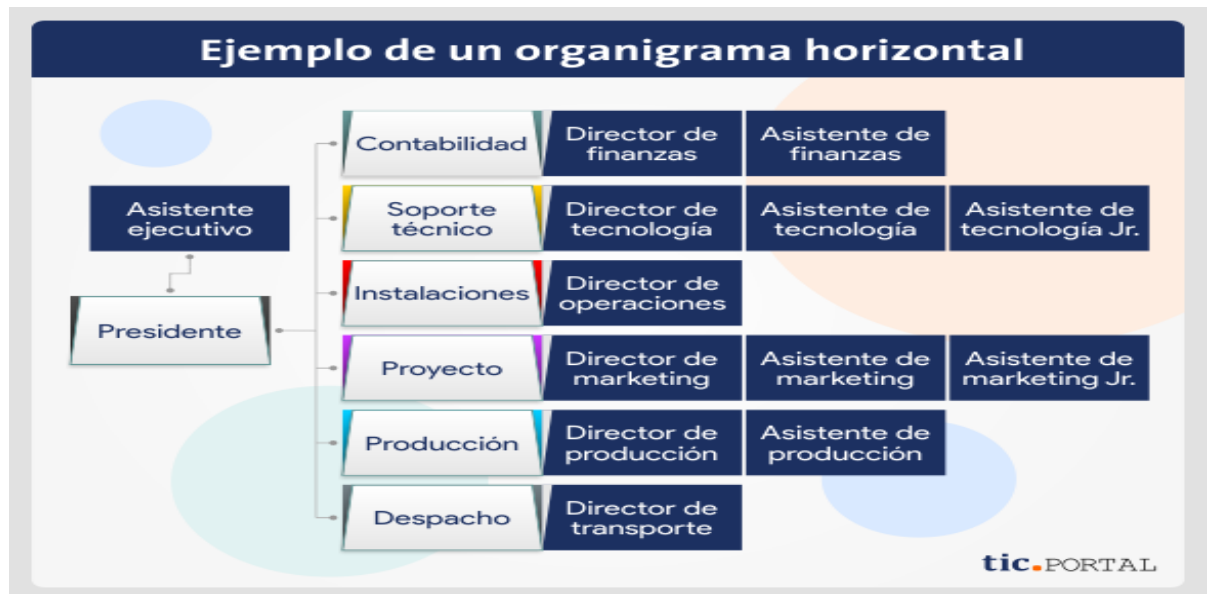 Ejemplo de un organigrama horizontal
Asistente
ejecutivo
Presidente
Contabilidad
Director de
finanzas
Asistente de
finanzas
Soporte
técnico
Director de
tecnología
Asistente de
tecnología
Asistente de
tecnología Jr.
Instalaciones
Director de
operaciones
Proyecto
Director de
marketing
Asistente de
marketing
Asistente de
marketing Jr.
Producción
Director de
producción
Asistente de
producción
Despacho
Director de
transporte
tic.PORTAL